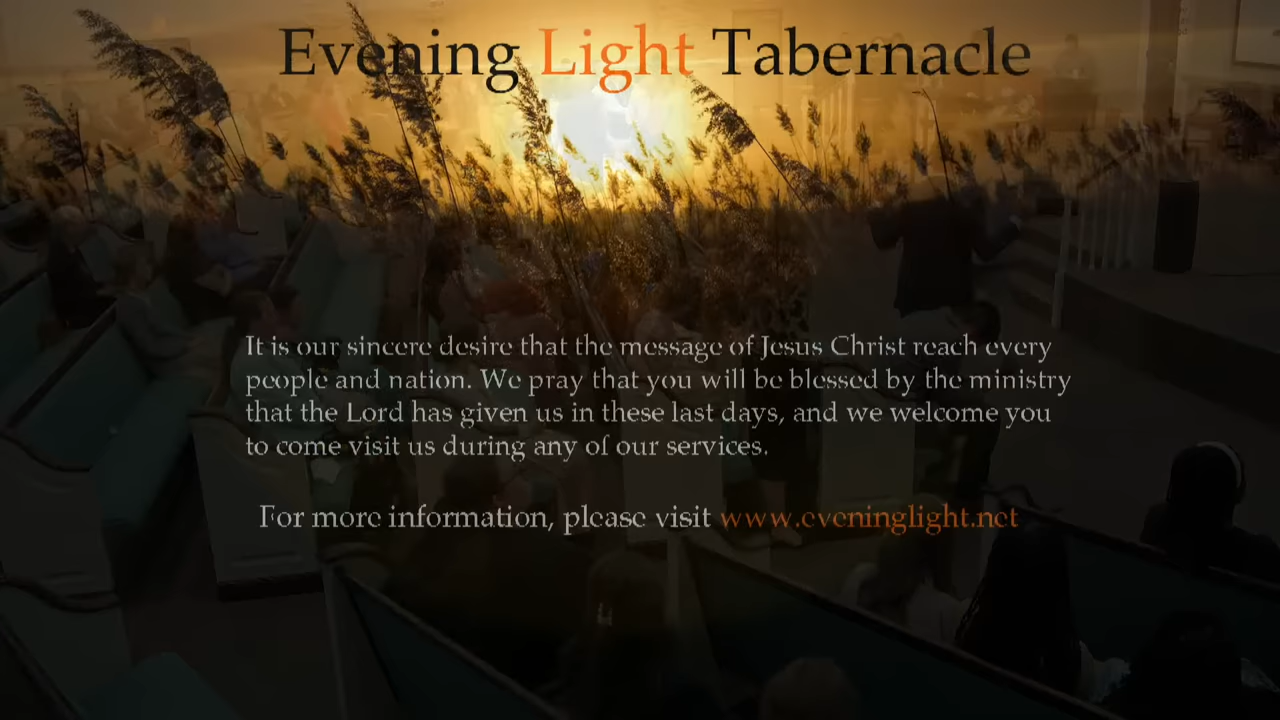 Evening Light Tabernacle
It is our sincere desire that the message of Jesus Christ reach every
people and nation. We pray that you will be blessed by the ministry
that the Lord has given us in these last days, and we welcome you
to come visit us during any of our services.
For more information, please visit www.eveninglight.net